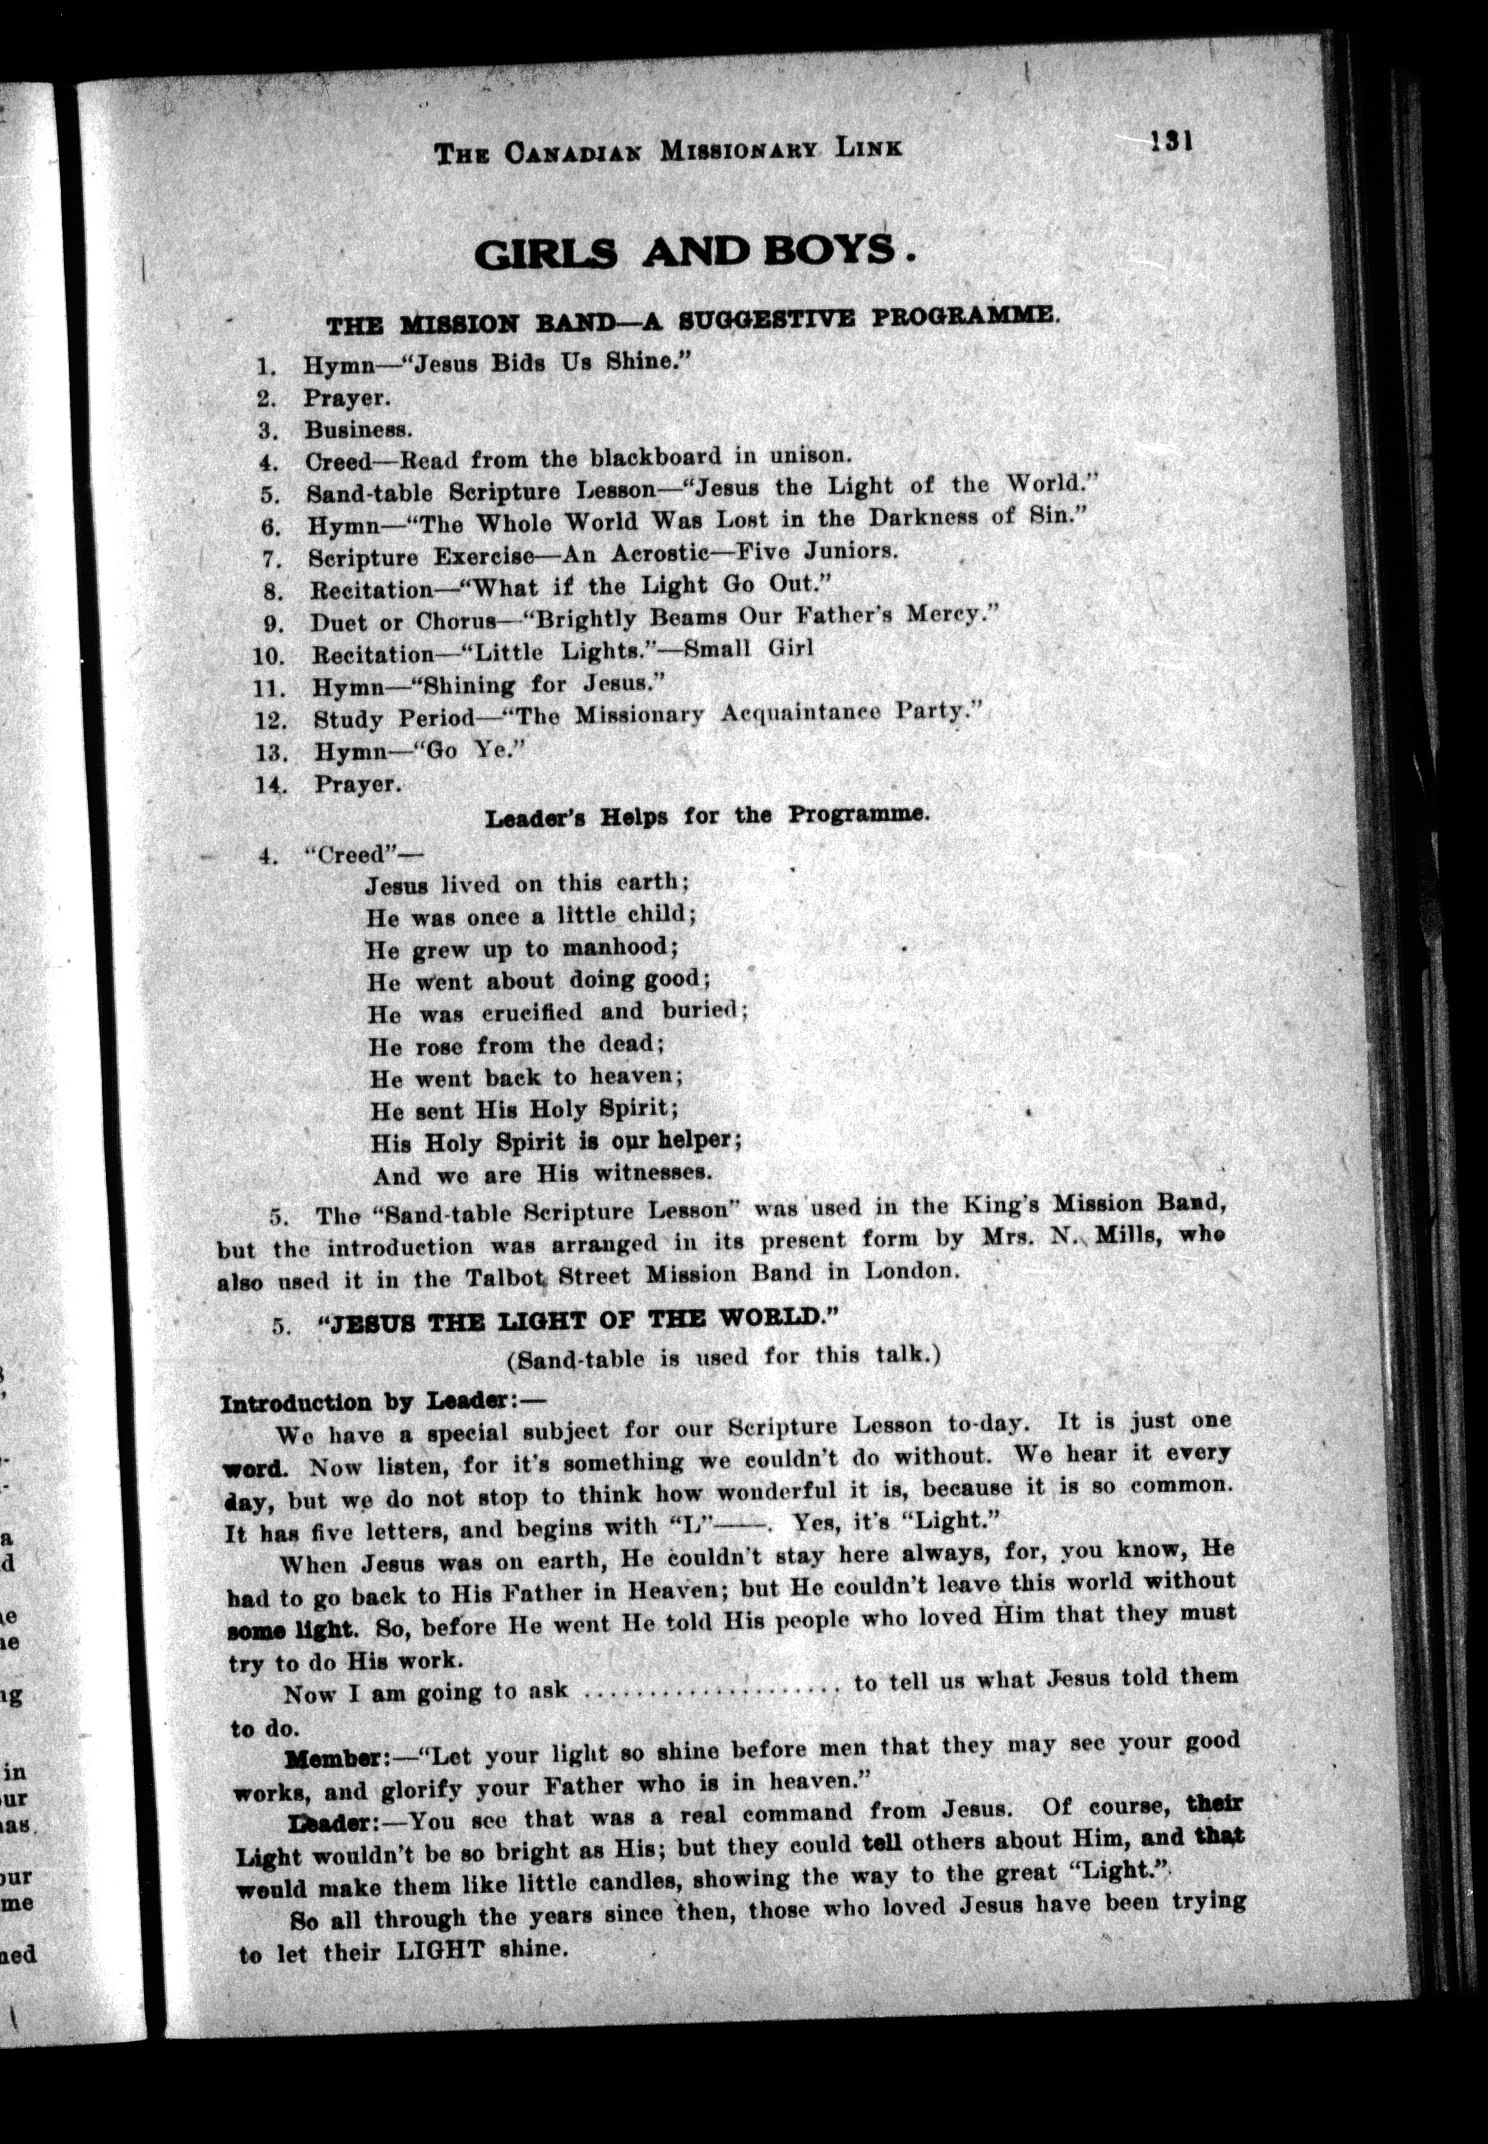 THE CANADIAN MISSIONARY LINK 131
GIRLS AND BOYS.
THE MISSION BAND—A SUGGESTIVE PROGRAMME.
1. Hymn—“Jesus Bids Us Shine.”
2. Prayer.
3. Business.
4. Creed—Read from the blackboard in unison.
5. Sand-table Scripture Lesson—“Jesus the Light of the World.”
6. Hymn—“The Whole World Was Lost in the Darkness of Sin.”
7. Scripture Exercise—An Acrostic—Five Juniors.
8. Recitation—“What if the Light Go Out.”
9. Duet or Chorus—“Brightly Beams Our Father's Mercy.”
10. Recitation—“Little Lights.”—Small Girl
11. Hymn—“Shining for Jesus.”
12. Study Period—“The Missionary Acquaintance Party.”
13. Hymn—“Go Ye.”
14. Prayer.
Leader's Helps for the Programme.
4. “Creed”—
Jesus lived on this earth;
He was once a little child;
He grew up to manhood;
He went about doing good;
He was crucified and buried;
He rose from the dead;
He went back to heaven;
He sent His Holy Spirit;
His Holy Spirit is our helper;
And we are His witnesses.
5. The “Sand-table Scripture Lesson” was used in the King's Mission Band,
but the introduction was arranged in its present form by Mrs. N. Mills, who
also used it in the Talbot Street Mission Band in London.
5. “JESUS THE LIGHT OF THE WORLD.”
(Sand-table is used for this talk.)
Introduction by Leader:—
We have a special subject for our Scripture Lesson to-day. It is just one
word. Now listen, for it's something we couldn't do without. We hear it every
day, but we do not stop to think how wonderful it is, because it is so common.
It has five letters, and begins with “L”——. Yes, it's “Light.”
When Jesus was on earth, He couldn't stay here always, for, you know, He
had to go back to His Father in Heaven; but He couldn't leave this world without
some light. So, before He went He told His people who loved Him that they must
try to do His work.
Now I am going to ask .................... to tell us what Jesus told them
to do.
Member:—“Let your light so shine before men that they may see your good
works, and glorify your Father who is in heaven.”
Leader:—You see that was a real command from Jesus. Of course, their
Light wouldn't be so bright as His; but they could tell others about Him, and that
would make them like little candles, showing the way to the great “Light.”
So all through the years since then, those who loved Jesus have been trying
to let their LIGHT shine.